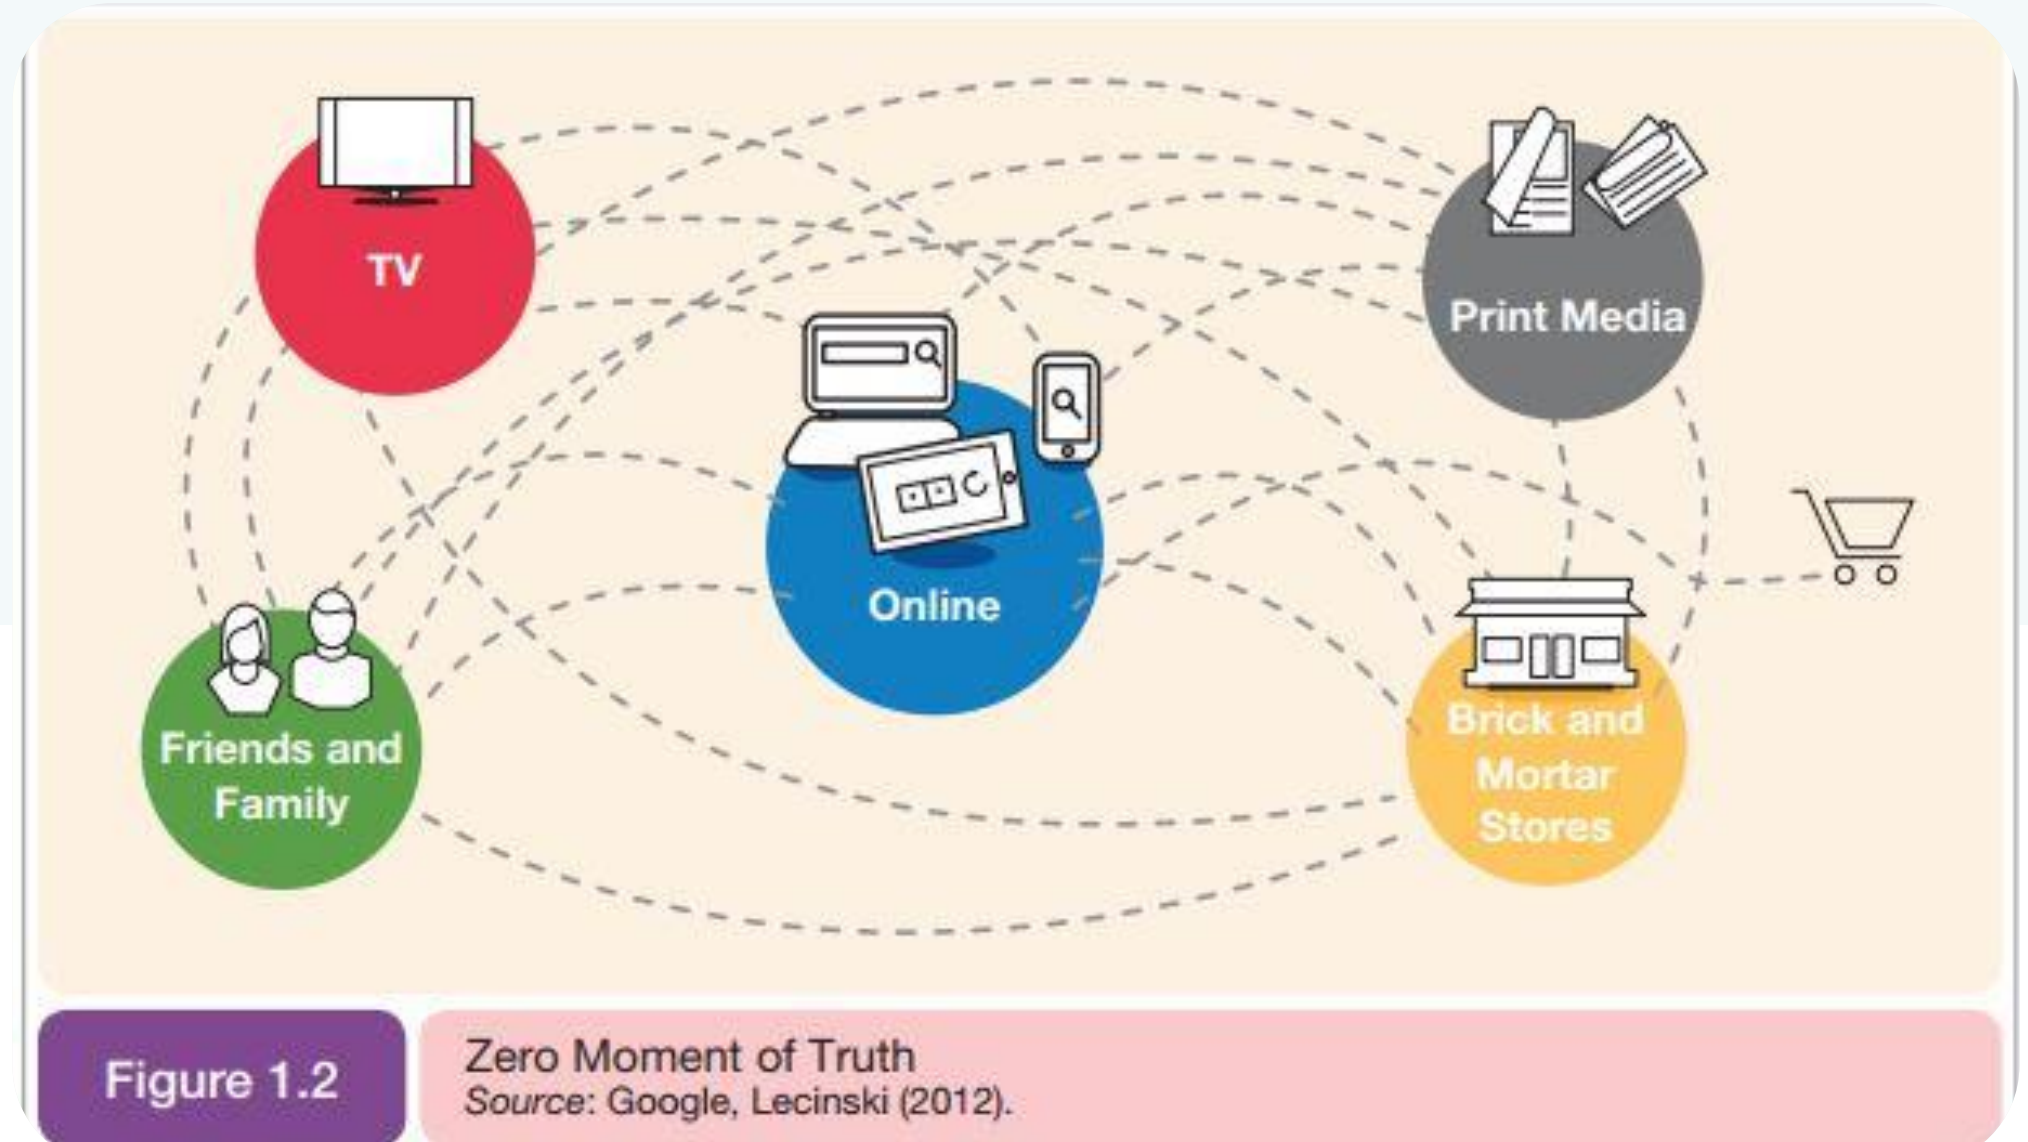 TV
Print Media
Online
Friends and
Family
Brick and
Mortar
Stores
Figure 1.2
Zero Moment of Truth
Source: Google, Lecinski (2012).